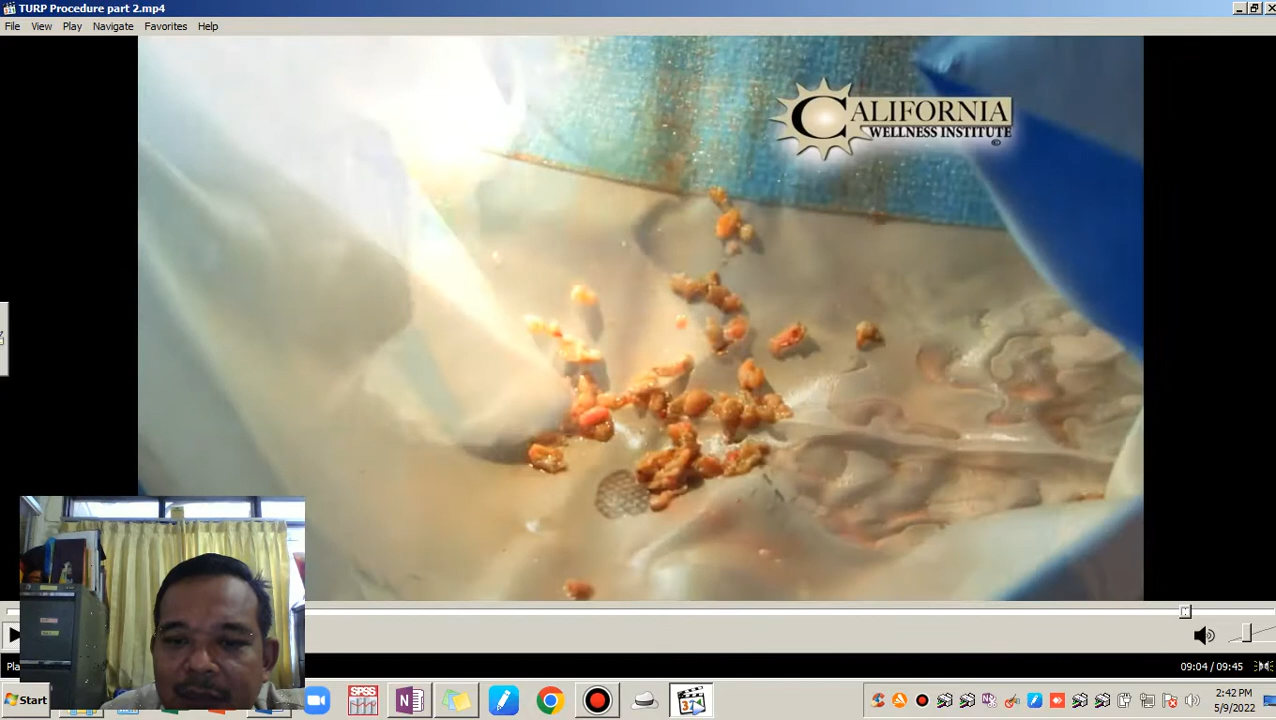 TURP Procedure part 2.mp4
File View Play Navigate Favorites Help
CALIFORNIA
WELLNESS INSTITUTE
©
09:04 / 09:45
Start
SPSS
2:42 PM
5/9/2022